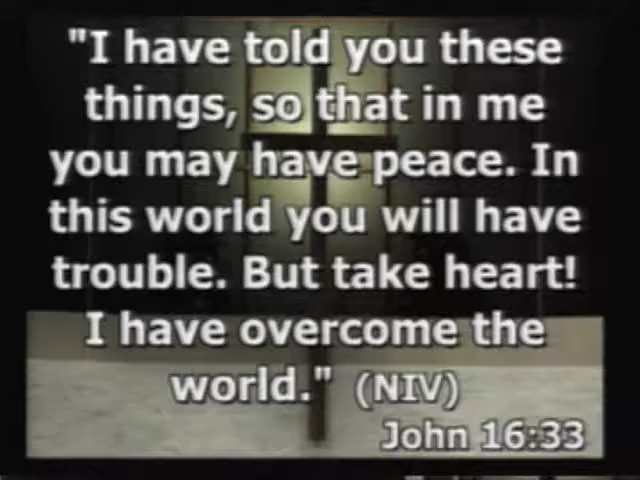 "I have told you these
things, so that in me
you may have peace. In
this world you will have
trouble. But take heart!
I have overcome the
world." (NIV)
John 16:33